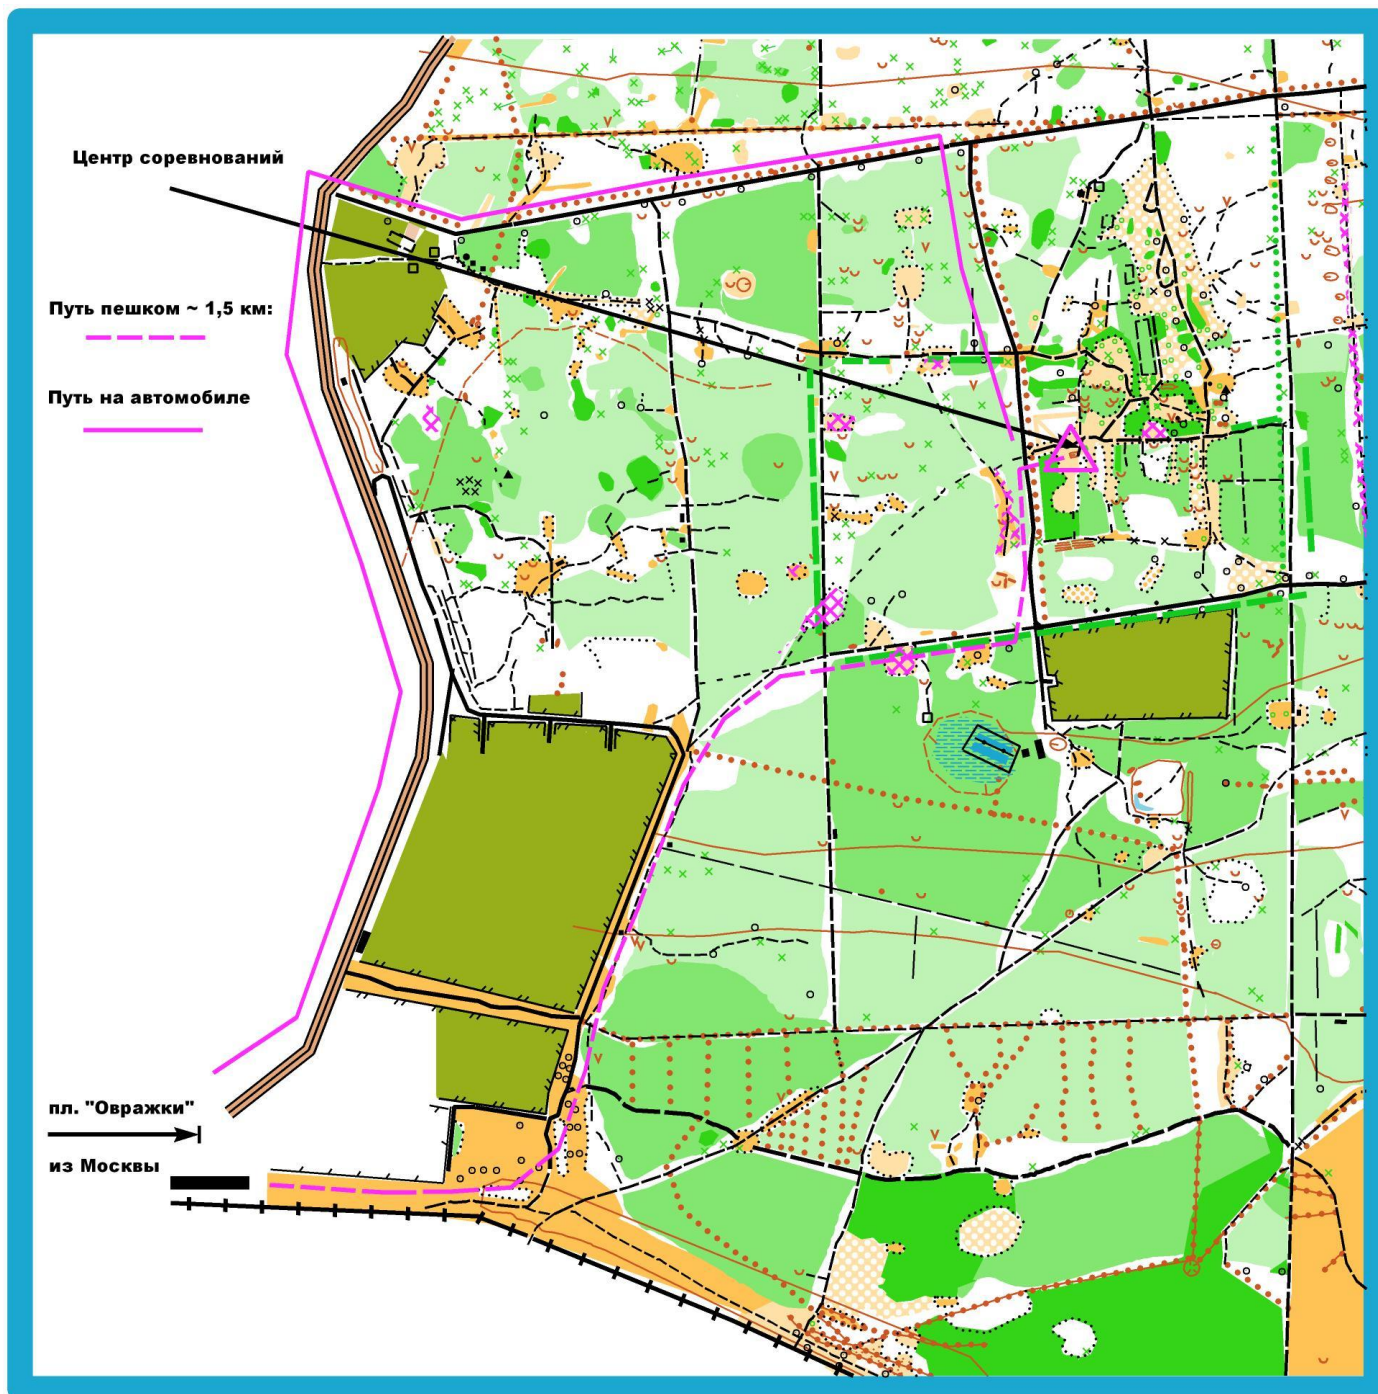 Центр соревнований
Путь пешком ~ 1,5 км:
Путь на автомобиле
пл. "Овражки"
из Москвы